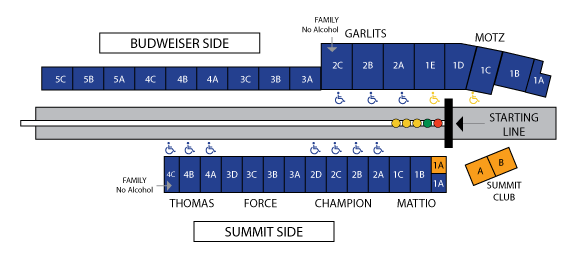 FAMILY
No Alcohol
GARLITS
MOTZ
BUDWEISER SIDE
5C 5B 5A 4C 4B 4A 3C 3B 3A 2C 2B 2A 1E 1D 1C 1B 1A
STARTING
LINE
4C 4B 4A 3D 3C 3B 3A 2D 2C 2B 2A 1C 1B 1A
1A
A B
FAMILY
No Alcohol
SUMMIT
CLUB
THOMAS FORCE CHAMPION MATTIO
SUMMIT SIDE